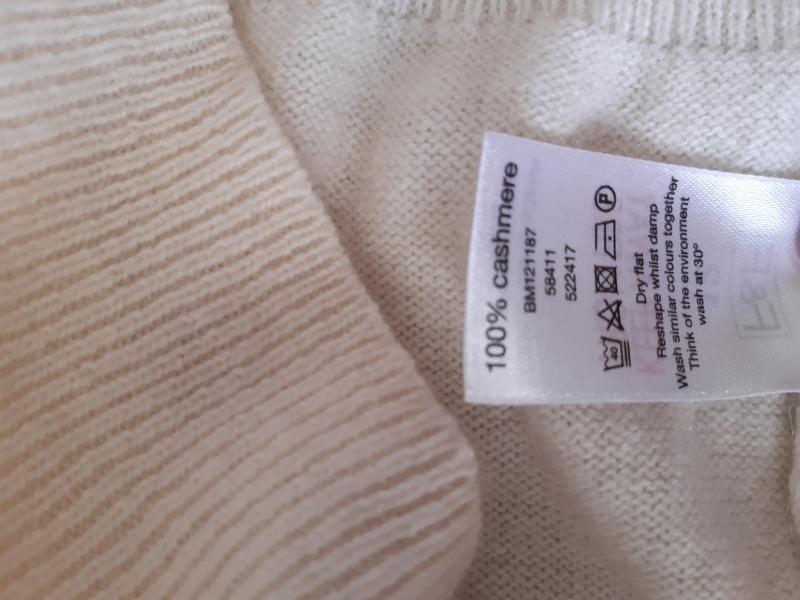 100% cashmere
BM121187
58411
522417
40 P
Dry flat
Reshape whilst damp
Wash similar colours together
Think of the environment
wash at 30°